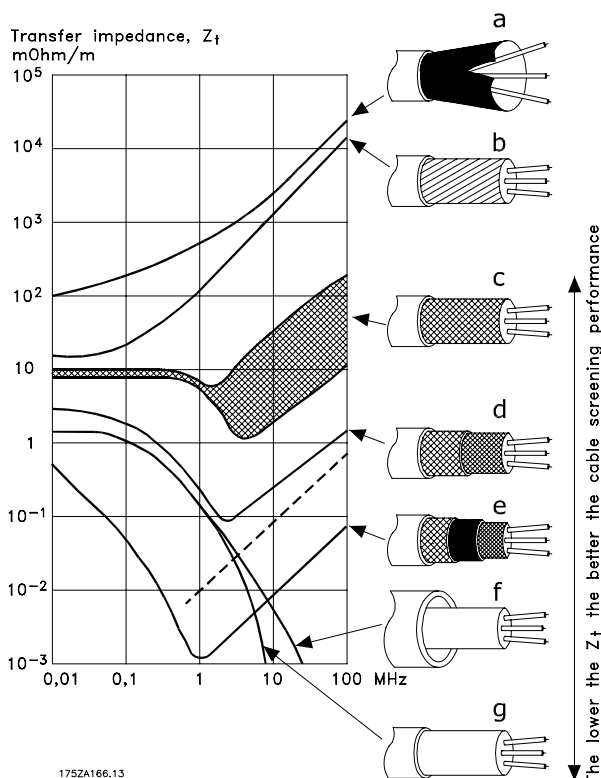 Transfer impedance, Zt
mOhm/m
a
b
c
d
e
f
g
10⁵
10⁴
10³
10²
10
1
10⁻¹
10⁻²
10⁻³
0,01 0,1 1 10 100 MHz
The lower the Zt the better the cable screening performance
175ZA166.13